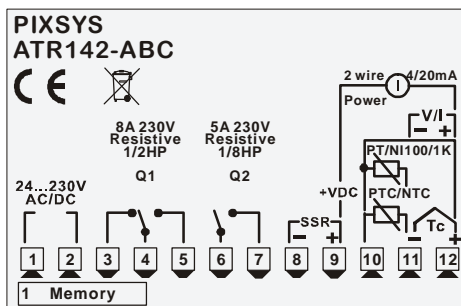 PIXSYS
ATR142-ABC
CE
2 wire 4/20mA
I
Power
8A 230V
Resistive
1/2HP
Q1
5A 230V
Resistive
1/8HP
Q2
V/I
- +
PT/NI100/1K
24...230V
AC/DC
+VDC
PTC/NTC
SSR
- +
Tc
- +
1 2 3 4 5 6 7 8 9 10 11 12
1 Memory